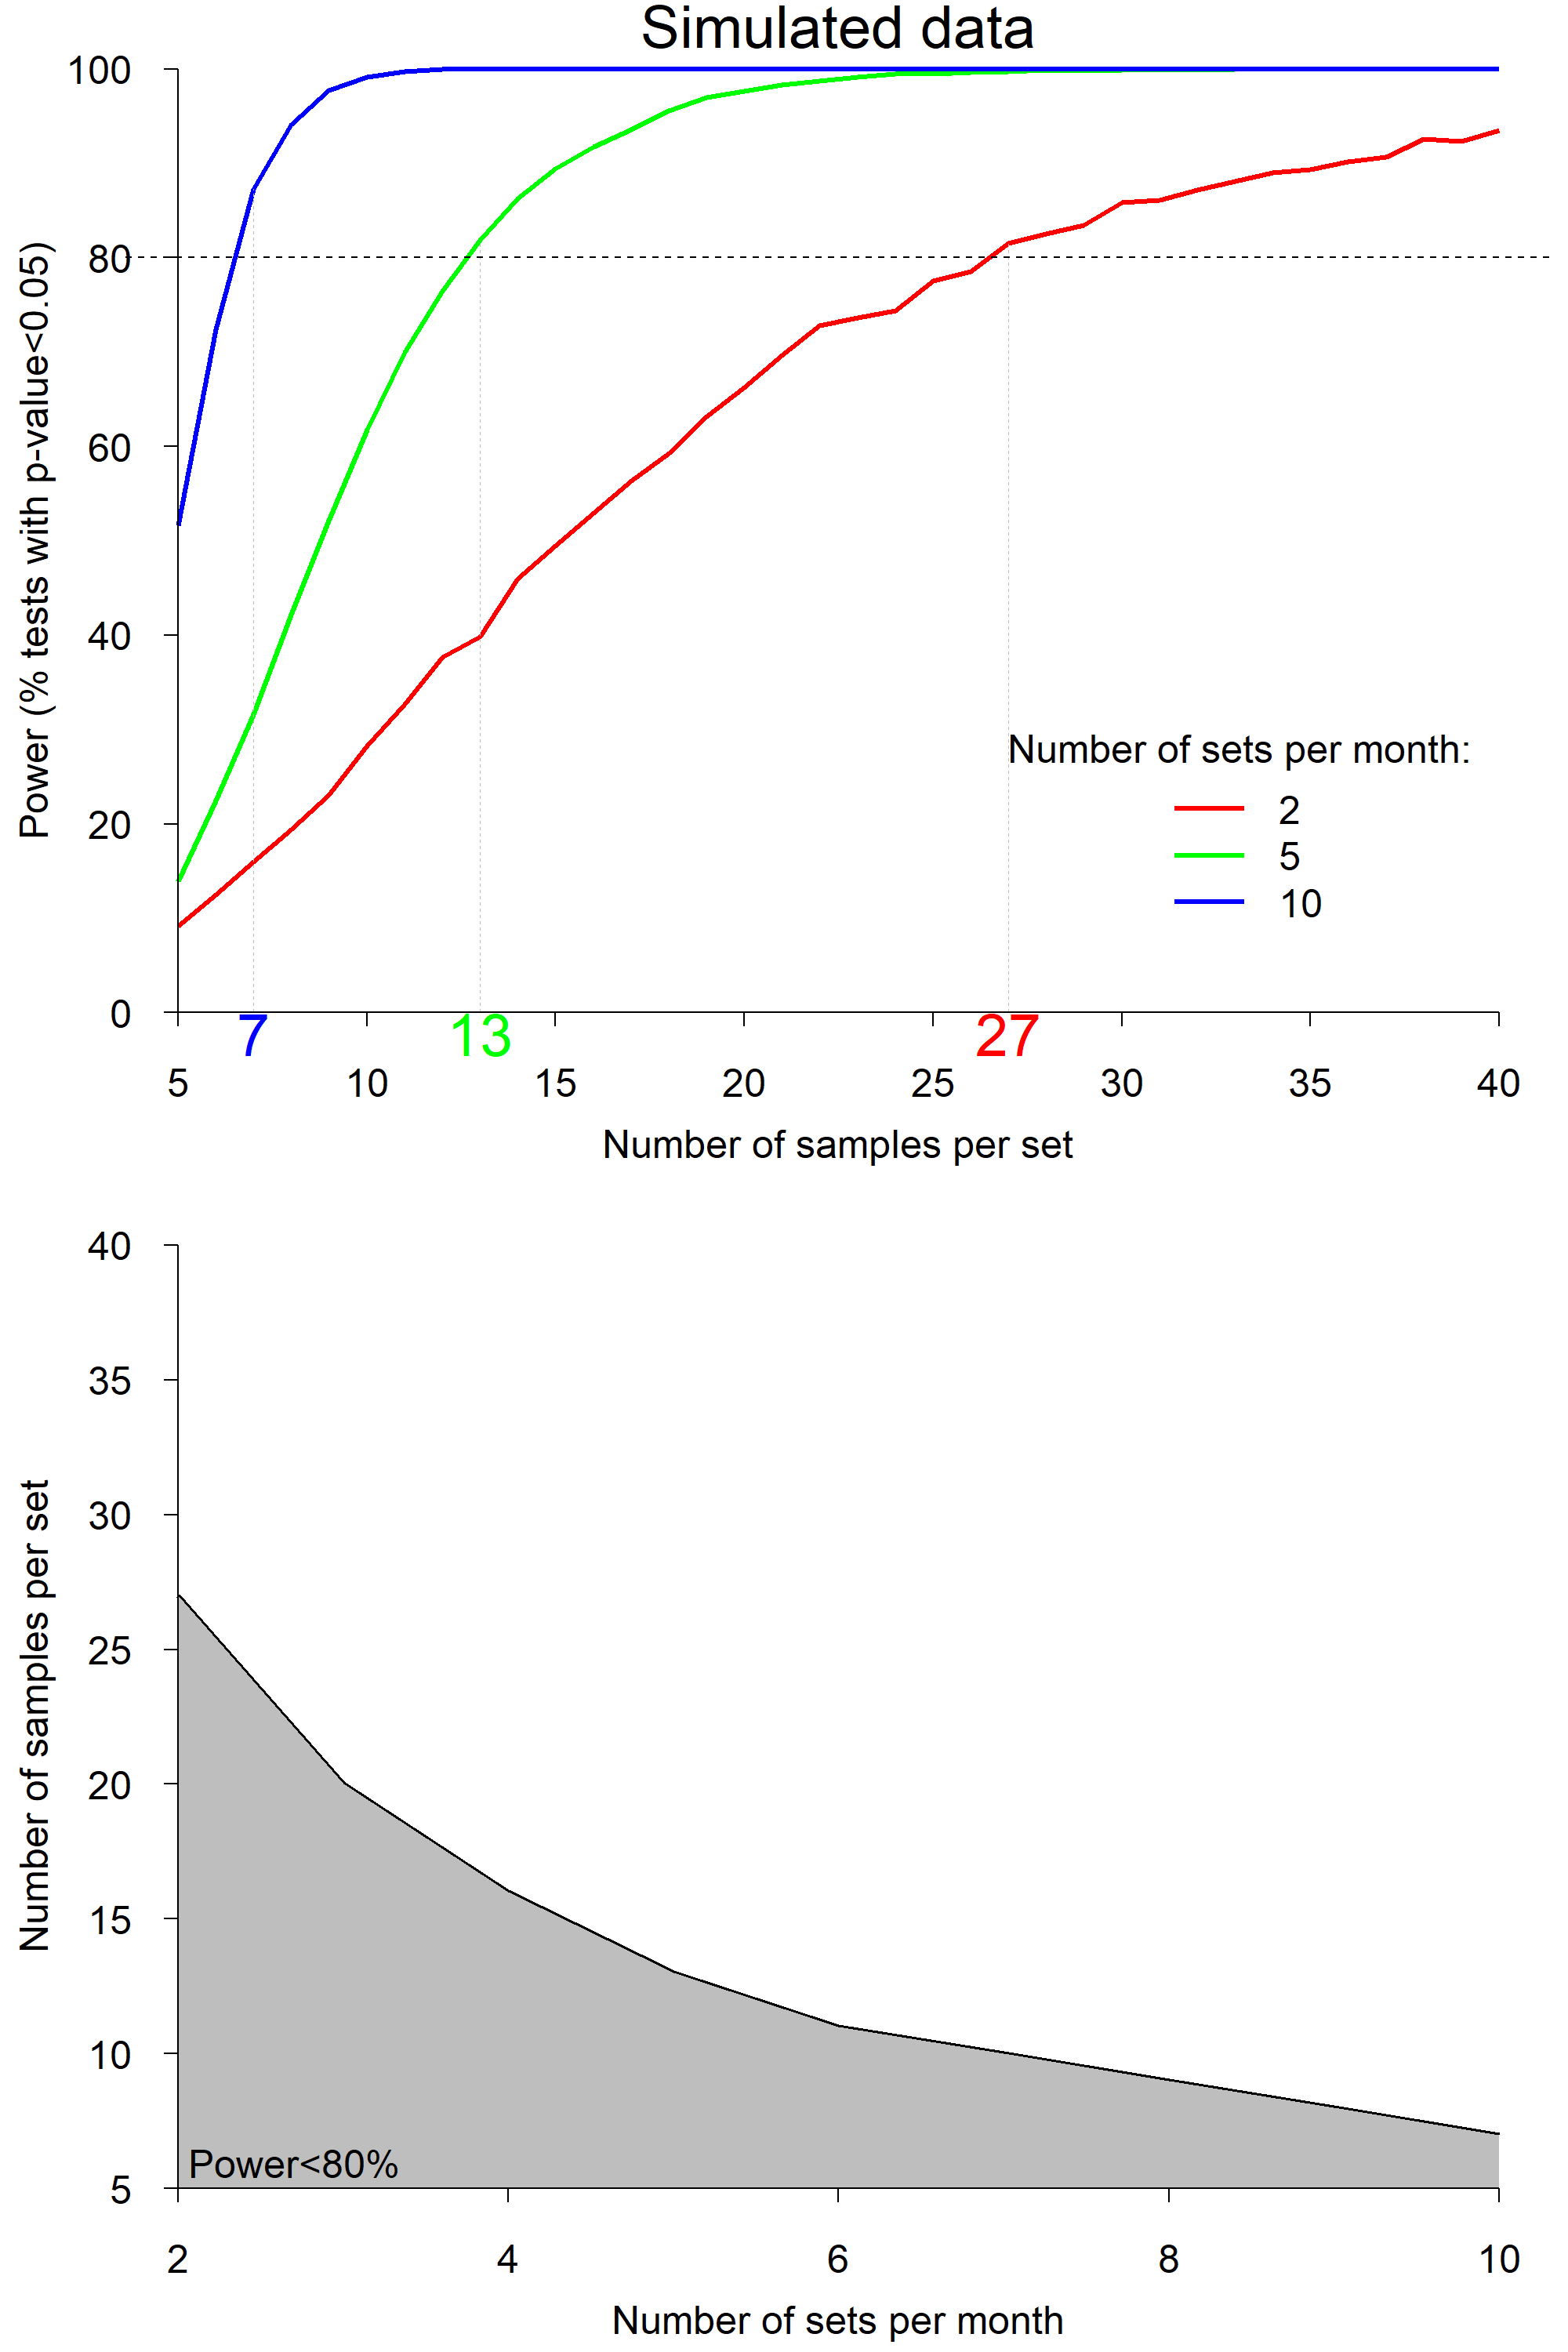 Simulated data
100
80
60
40
20
0
Power (% tests with p-value<0.05)
Number of sets per month:
2
5
10
7 13 27
5 10 15 20 25 30 35 40
Number of samples per set
40
35
30
25
20
15
10
5
Number of samples per set
Power<80%
2 4 6 8 10
Number of sets per month